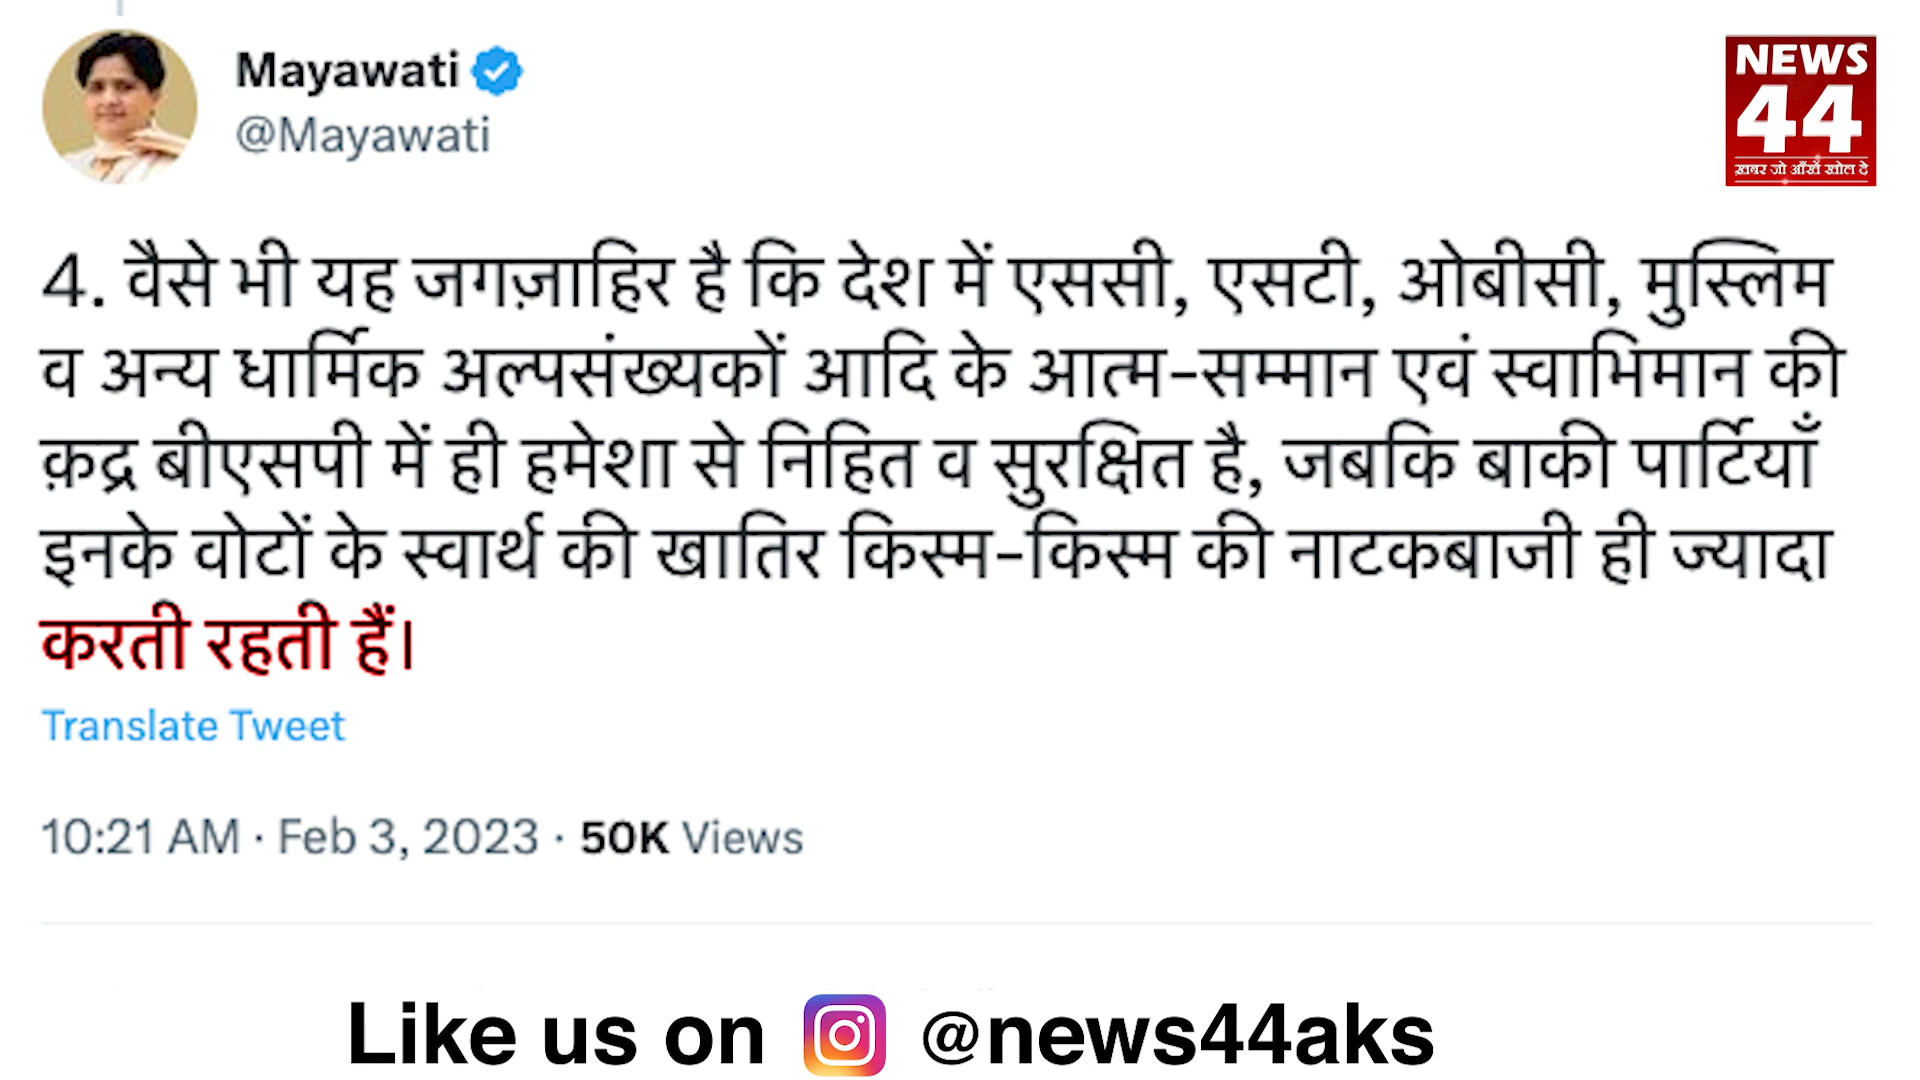 Mayawati
@Mayawati
NEWS
44
ख़बर जो आँखें खोल दे
4. वैसे भी यह जगज़ाहिर है कि देश में एससी, एसटी, ओबीसी, मुस्लिम
व अन्य धार्मिक अल्पसंख्यकों आदि के आत्म-सम्मान एवं स्वाभिमान की
क़द्र बीएसपी में ही हमेशा से निहित व सुरक्षित है, जबकि बाकी पार्टियाँ
इनके वोटों के स्वार्थ की खातिर किस्म-किस्म की नाटकबाजी ही ज्यादा
करती रहती हैं।
Translate Tweet
10:21 AM · Feb 3, 2023 · 50K Views
Like us on @news44aks